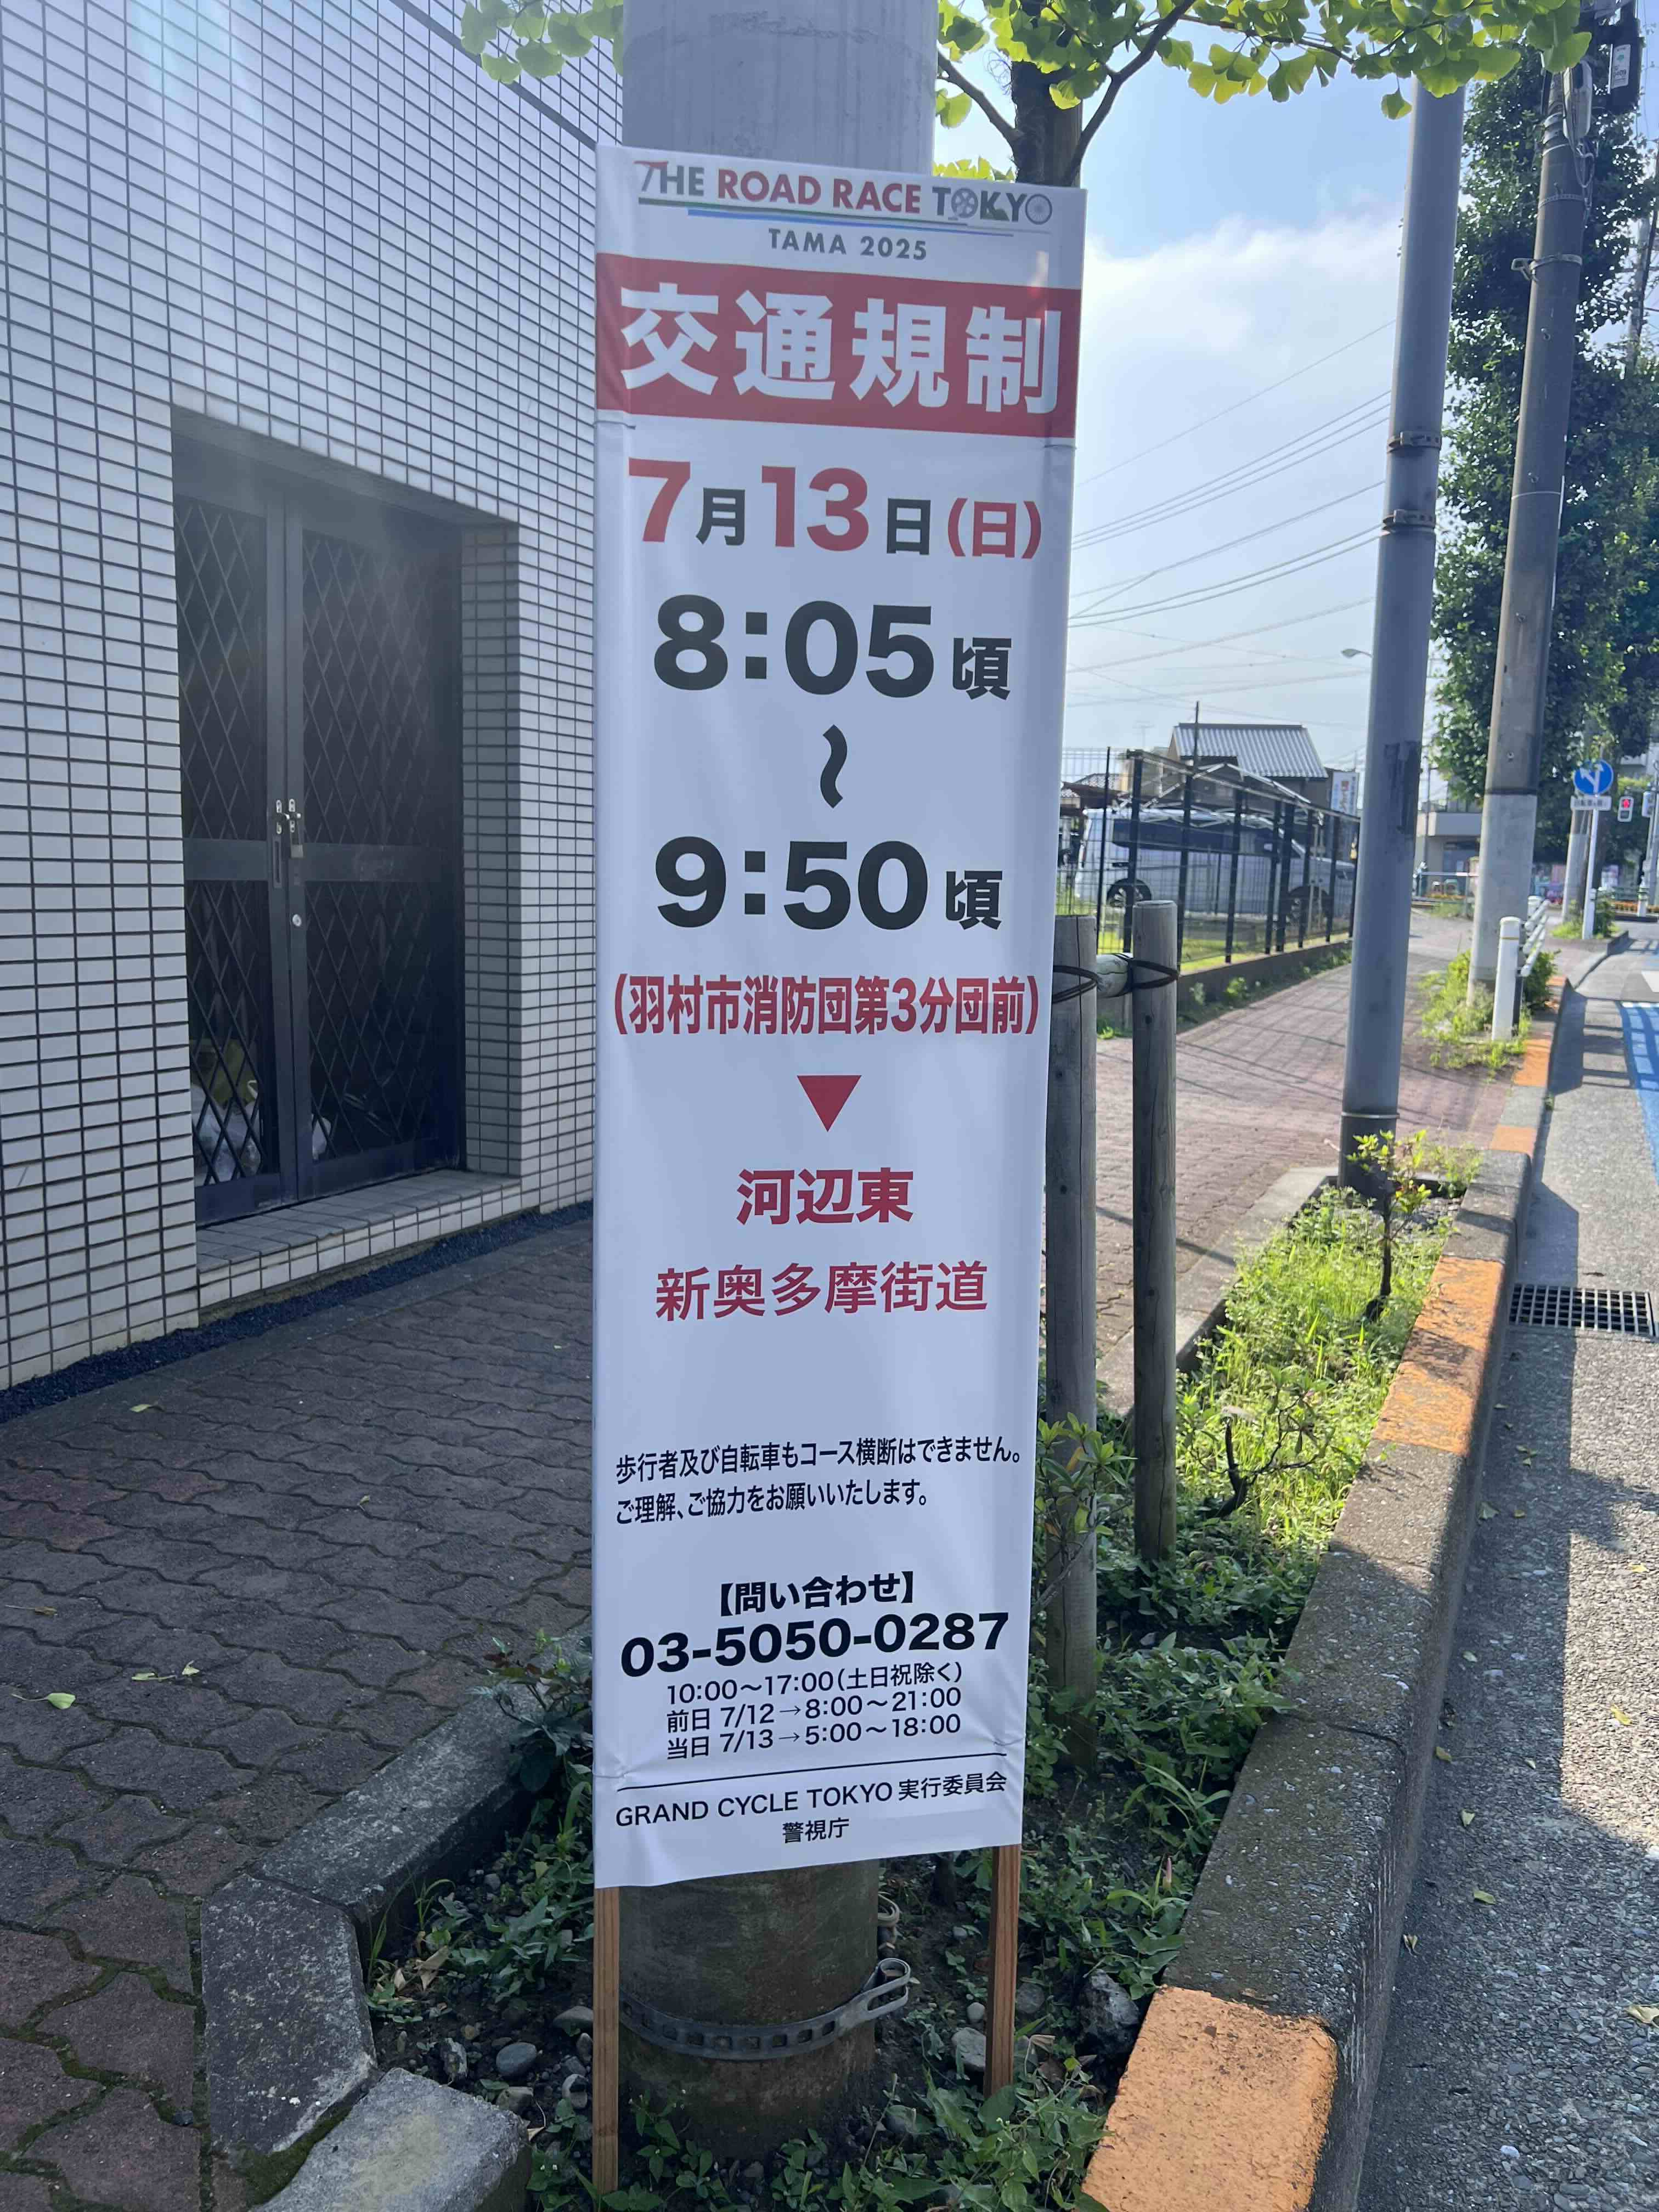 THE ROAD RACE TOKYO
TAMA 2025
交通規制
7月13日(日)
8:05頃
〜
9:50頃
(羽村市消防団第3分団前)
▼
河辺東
新奥多摩街道
歩行者及び自転車もコース横断はできません。
ご理解、ご協力をお願いいたします。
【問い合わせ】
03-5050-0287
10:00〜17:00(土日祝除く)
前日 7/12→8:00〜21:00
当日 7/13→5:00〜18:00
GRAND CYCLE TOKYO 実行委員会
警視庁